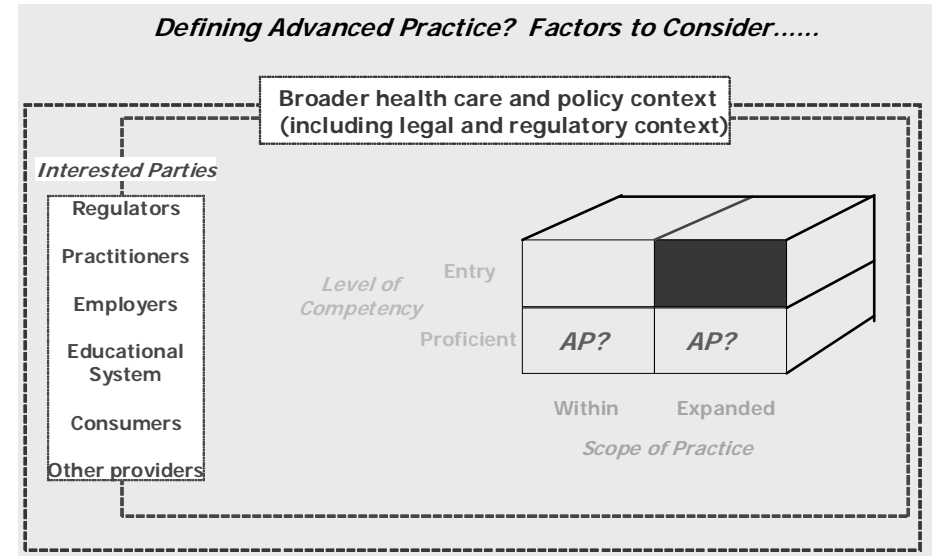 Defining Advanced Practice? Factors to Consider......
Broader health care and policy context
(including legal and regulatory context)
Interested Parties
Regulators
Practitioners
Employers
Educational
System
Consumers
Other providers
Level of
Competency
Entry
Proficient
AP?
AP?
Within
Expanded
Scope of Practice